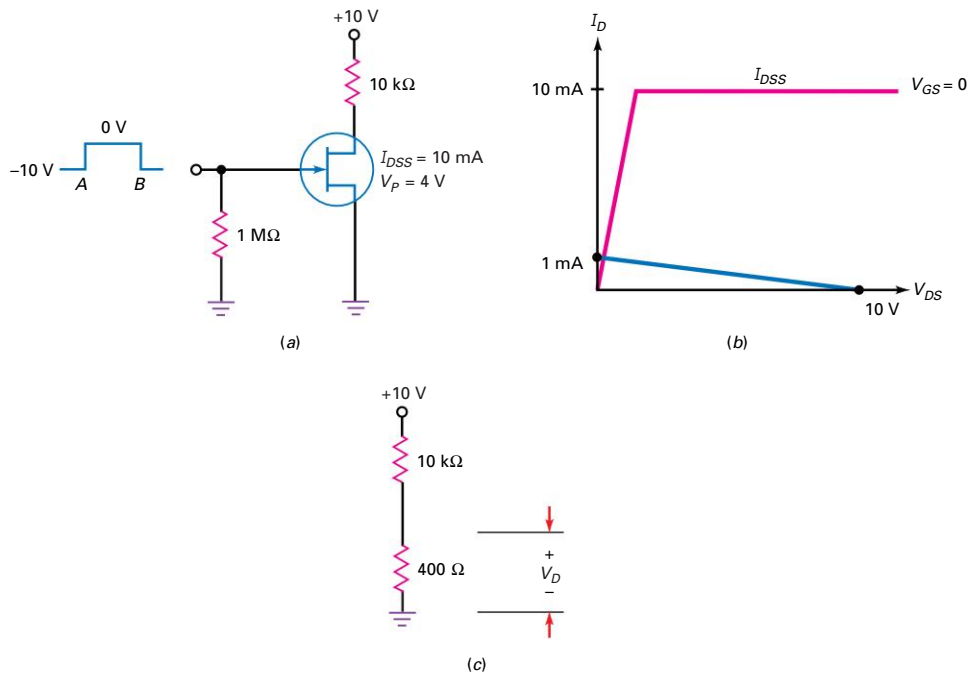 +10 V
10 kΩ
0 V
−10 V
A
B
I_DSS = 10 mA
V_P = 4 V
1 MΩ
(a)
I_D
10 mA
I_DSS
V_GS = 0
1 mA
V_DS
10 V
(b)
+10 V
10 kΩ
400 Ω
+
V_D
−
(c)